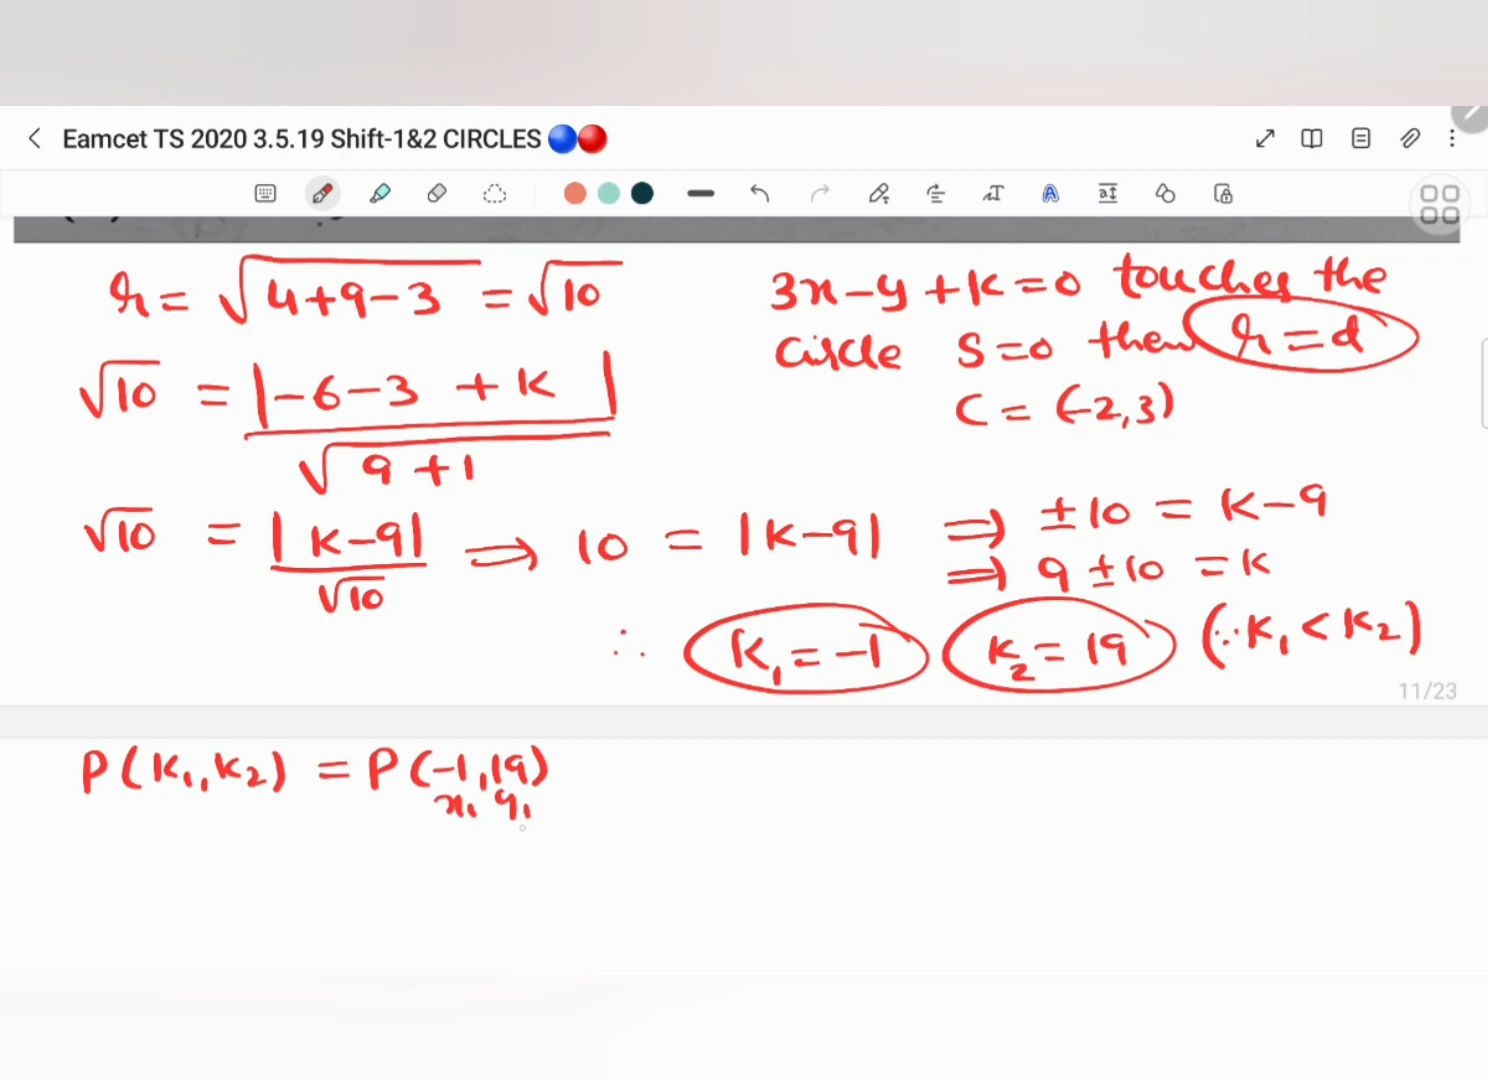 Eamcet TS 2020 3.5.19 Shift-1&2 CIRCLES
r = √(4+9-3) = √10
3x-y+k=0 touches the
circle S=0 then r=d
√10 = |-6-3+k| / √(9+1)
C = (-2,3)
√10 = |k-9| / √10 ⇒ 10 = |k-9| ⇒ ±10 = k-9
⇒ 9±10 = k
∴ k₁ = -1 k₂ = 19 (∵ k₁ < k₂)
11/23
P(k₁,k₂) = P(-1,19)
x₁ y₁